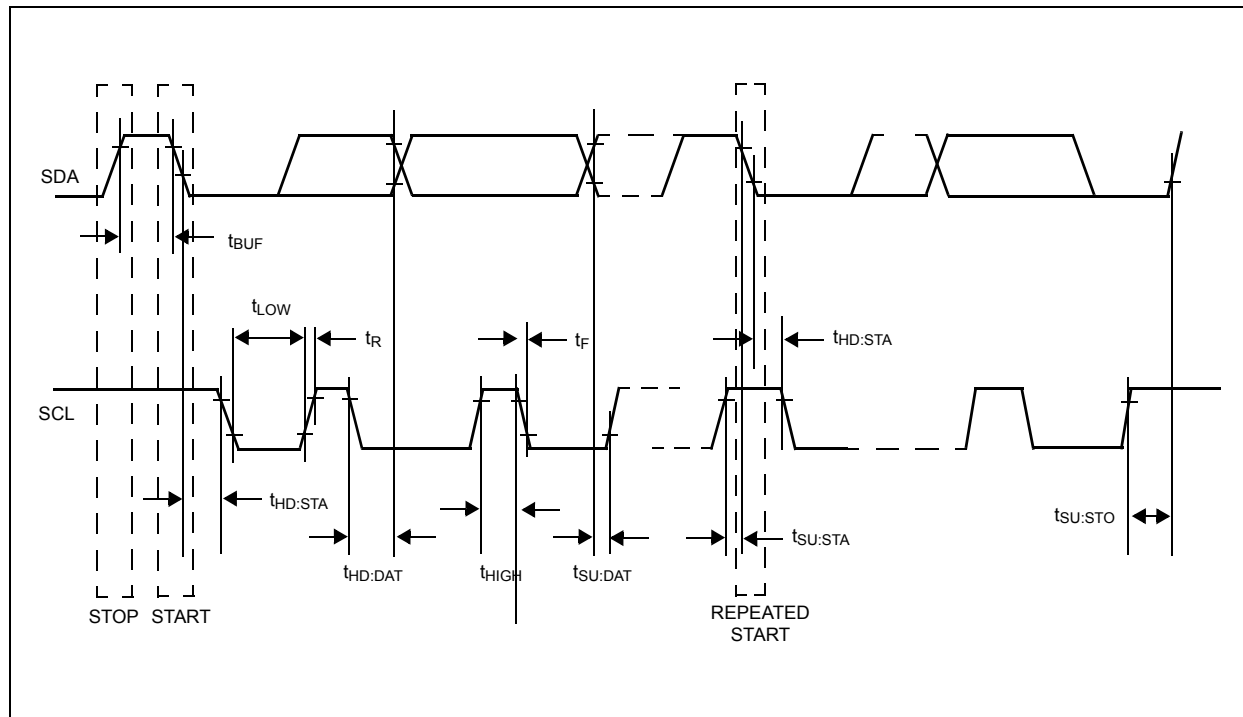 SDA
tBUF
tLOW
tR
tF
tHD:STA
SCL
tHD:STA
tSU:STA
tSU:STO
tHD:DAT
tHIGH
tSU:DAT
STOP
START
REPEATED
START